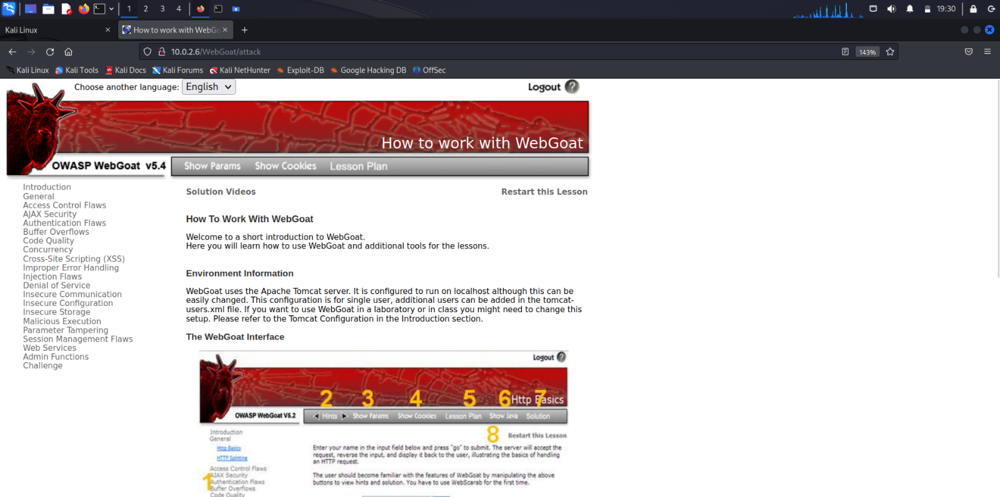 1 2 3 4 19:30
Kali Linux × How to work with WebGo × +
10.0.2.6/WebGoat/attack 143%
Kali Linux Kali Tools Kali Docs Kali Forums Kali NetHunter Exploit-DB Google Hacking DB OffSec
Choose another language: English Logout ?
How to work with WebGoat
OWASP WebGoat v5.4 Show Params Show Cookies Lesson Plan
Introduction
General
Access Control Flaws
AJAX Security
Authentication Flaws
Buffer Overflows
Code Quality
Concurrency
Cross-Site Scripting (XSS)
Improper Error Handling
Injection Flaws
Denial of Service
Insecure Communication
Insecure Configuration
Insecure Storage
Malicious Execution
Parameter Tampering
Session Management Flaws
Web Services
Admin Functions
Challenge
Solution Videos Restart this Lesson
How To Work With WebGoat
Welcome to a short introduction to WebGoat.
Here you will learn how to use WebGoat and additional tools for the lessons.
Environment Information
WebGoat uses the Apache Tomcat server. It is configured to run on localhost although this can be
easily changed. This configuration is for single user, additional users can be added in the tomcat-
users.xml file. If you want to use WebGoat in a laboratory or in class you might need to change this
setup. Please refer to the Tomcat Configuration in the Introduction section.
The WebGoat Interface
Logout ?
2 3 4 5 6 7
Http Basics
OWASP WebGoat V5.2 Hints Show Params Show Cookies Lesson Plan Show Java Solution
8 Restart this Lesson
Introduction
General
Http Basics
HTTP Splitting
Access Control Flaws
AJAX Security
1 Authentication Flaws
Buffer Overflows
Code Quality
Enter your name in the input field below and press "go" to submit. The server will accept the
request, reverse the input, and display it back to the user, illustrating the basics of handling
an HTTP request.
The user should become familiar with the features of WebGoat by manipulating the above
buttons to view hints and solution. You have to use WebScarab for the first time.